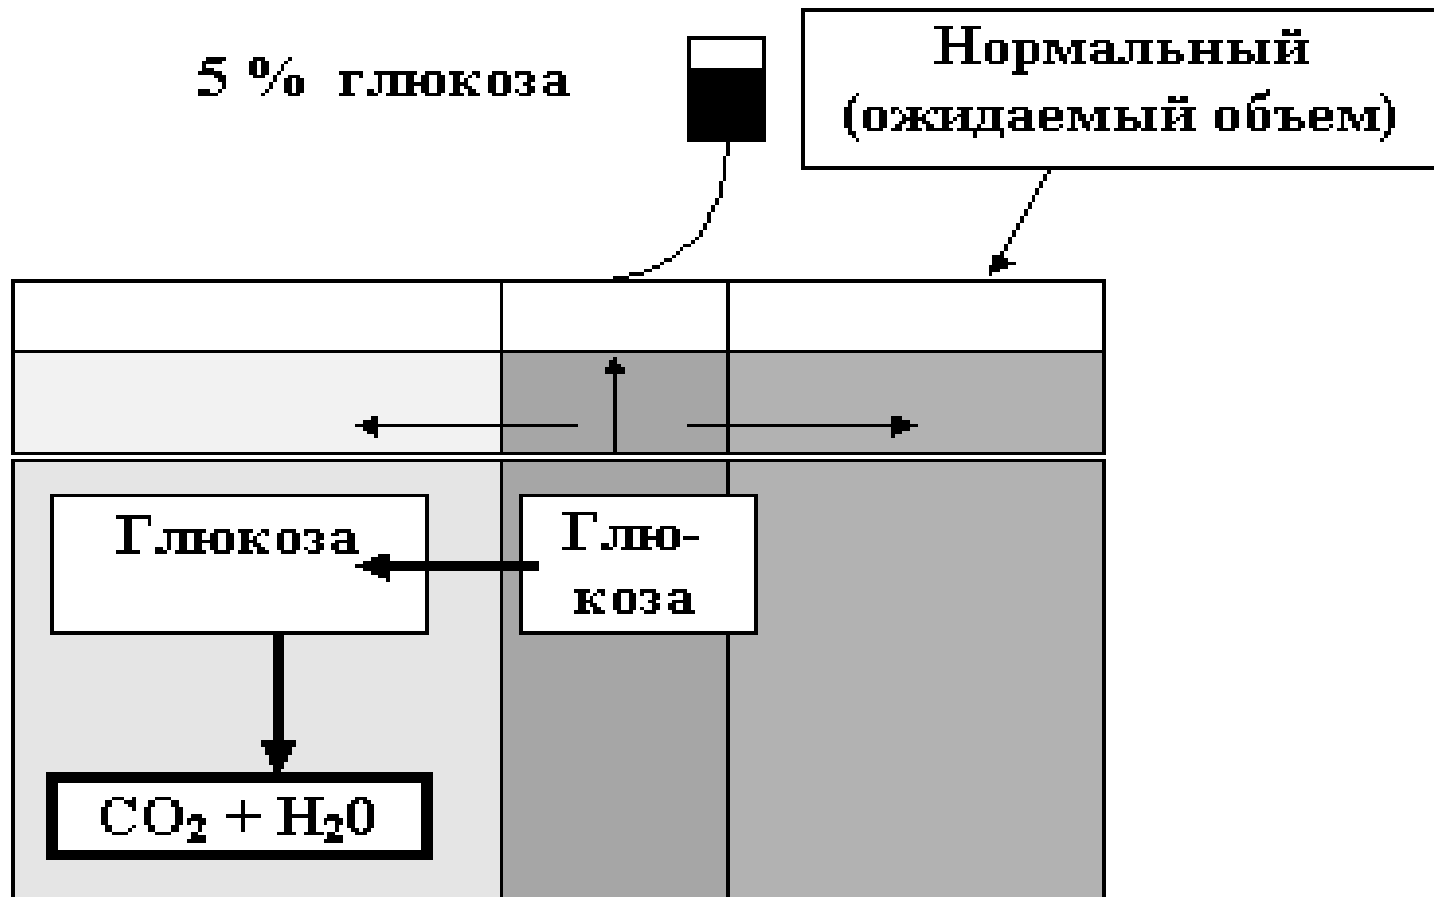 5 % глюкоза
Нормальный
(ожидаемый объем)
Глюкоза
Глю-
коза
CO₂ + H₂0